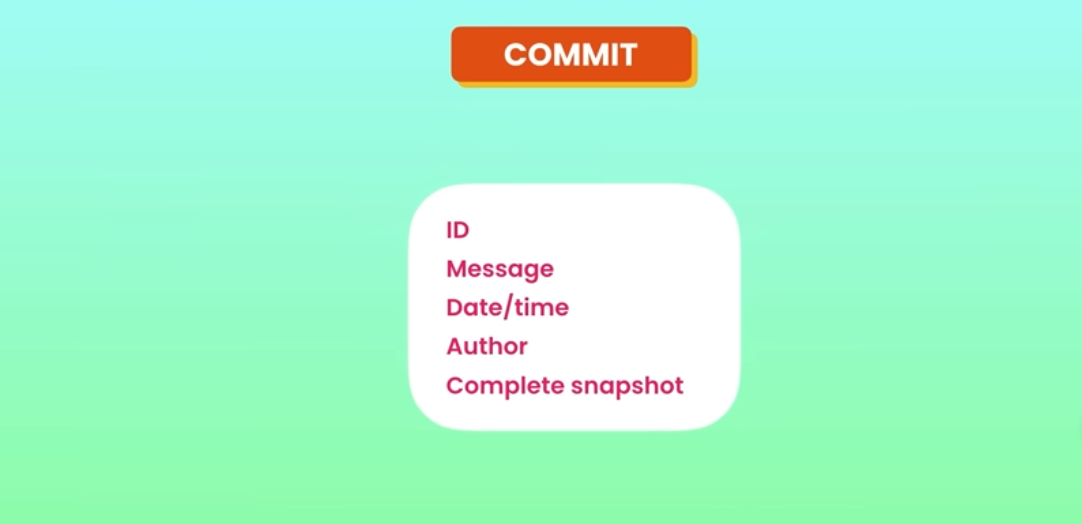 COMMIT
ID
Message
Date/time
Author
Complete snapshot